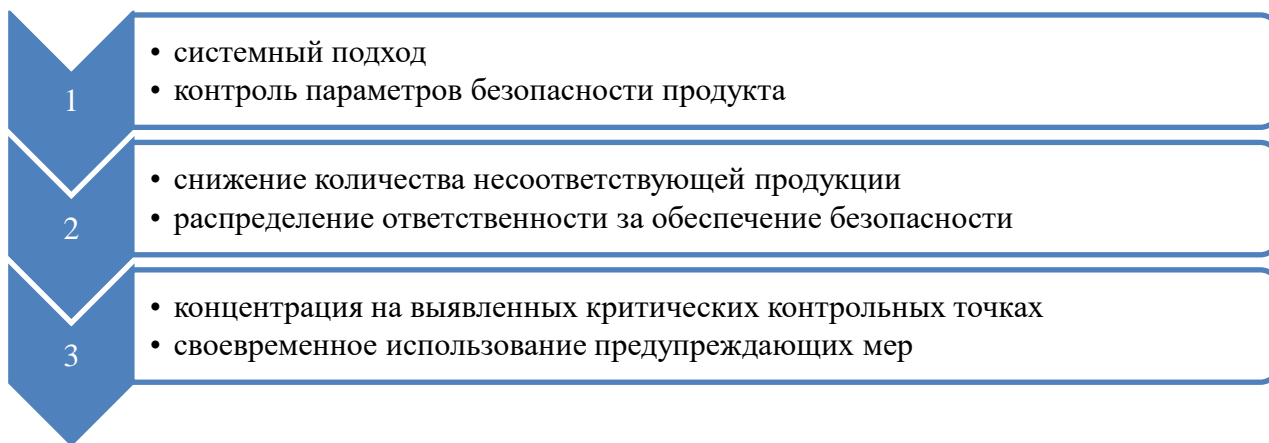 1
• системный подход
• контроль параметров безопасности продукта
2
• снижение количества несоответствующей продукции
• распределение ответственности за обеспечение безопасности
3
• концентрация на выявленных критических контрольных точках
• своевременное использование предупреждающих мер